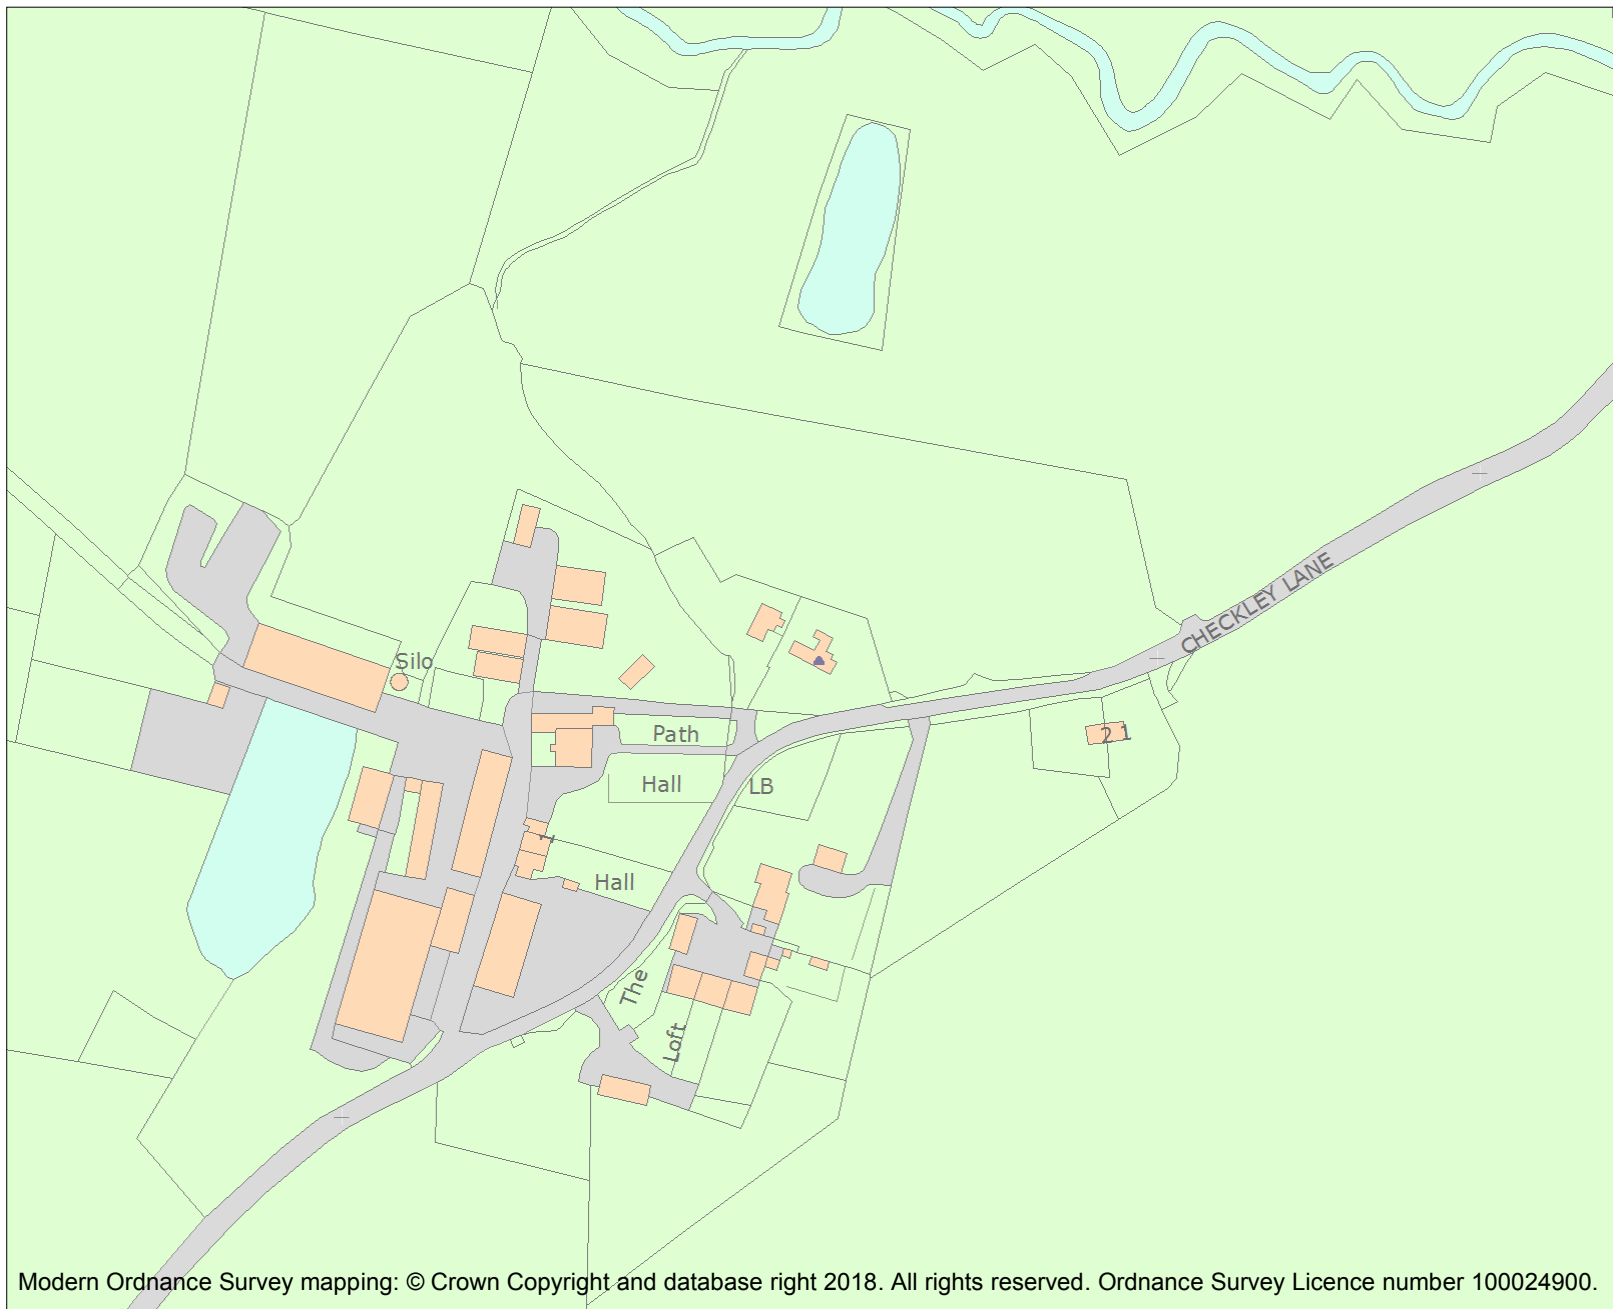 CHECKLEY LANE
Silo
Path
2 1
Hall
LB
1
Hall
The
Loft
Modern Ordnance Survey mapping: © Crown Copyright and database right 2018. All rights reserved. Ordnance Survey Licence number 100024900.